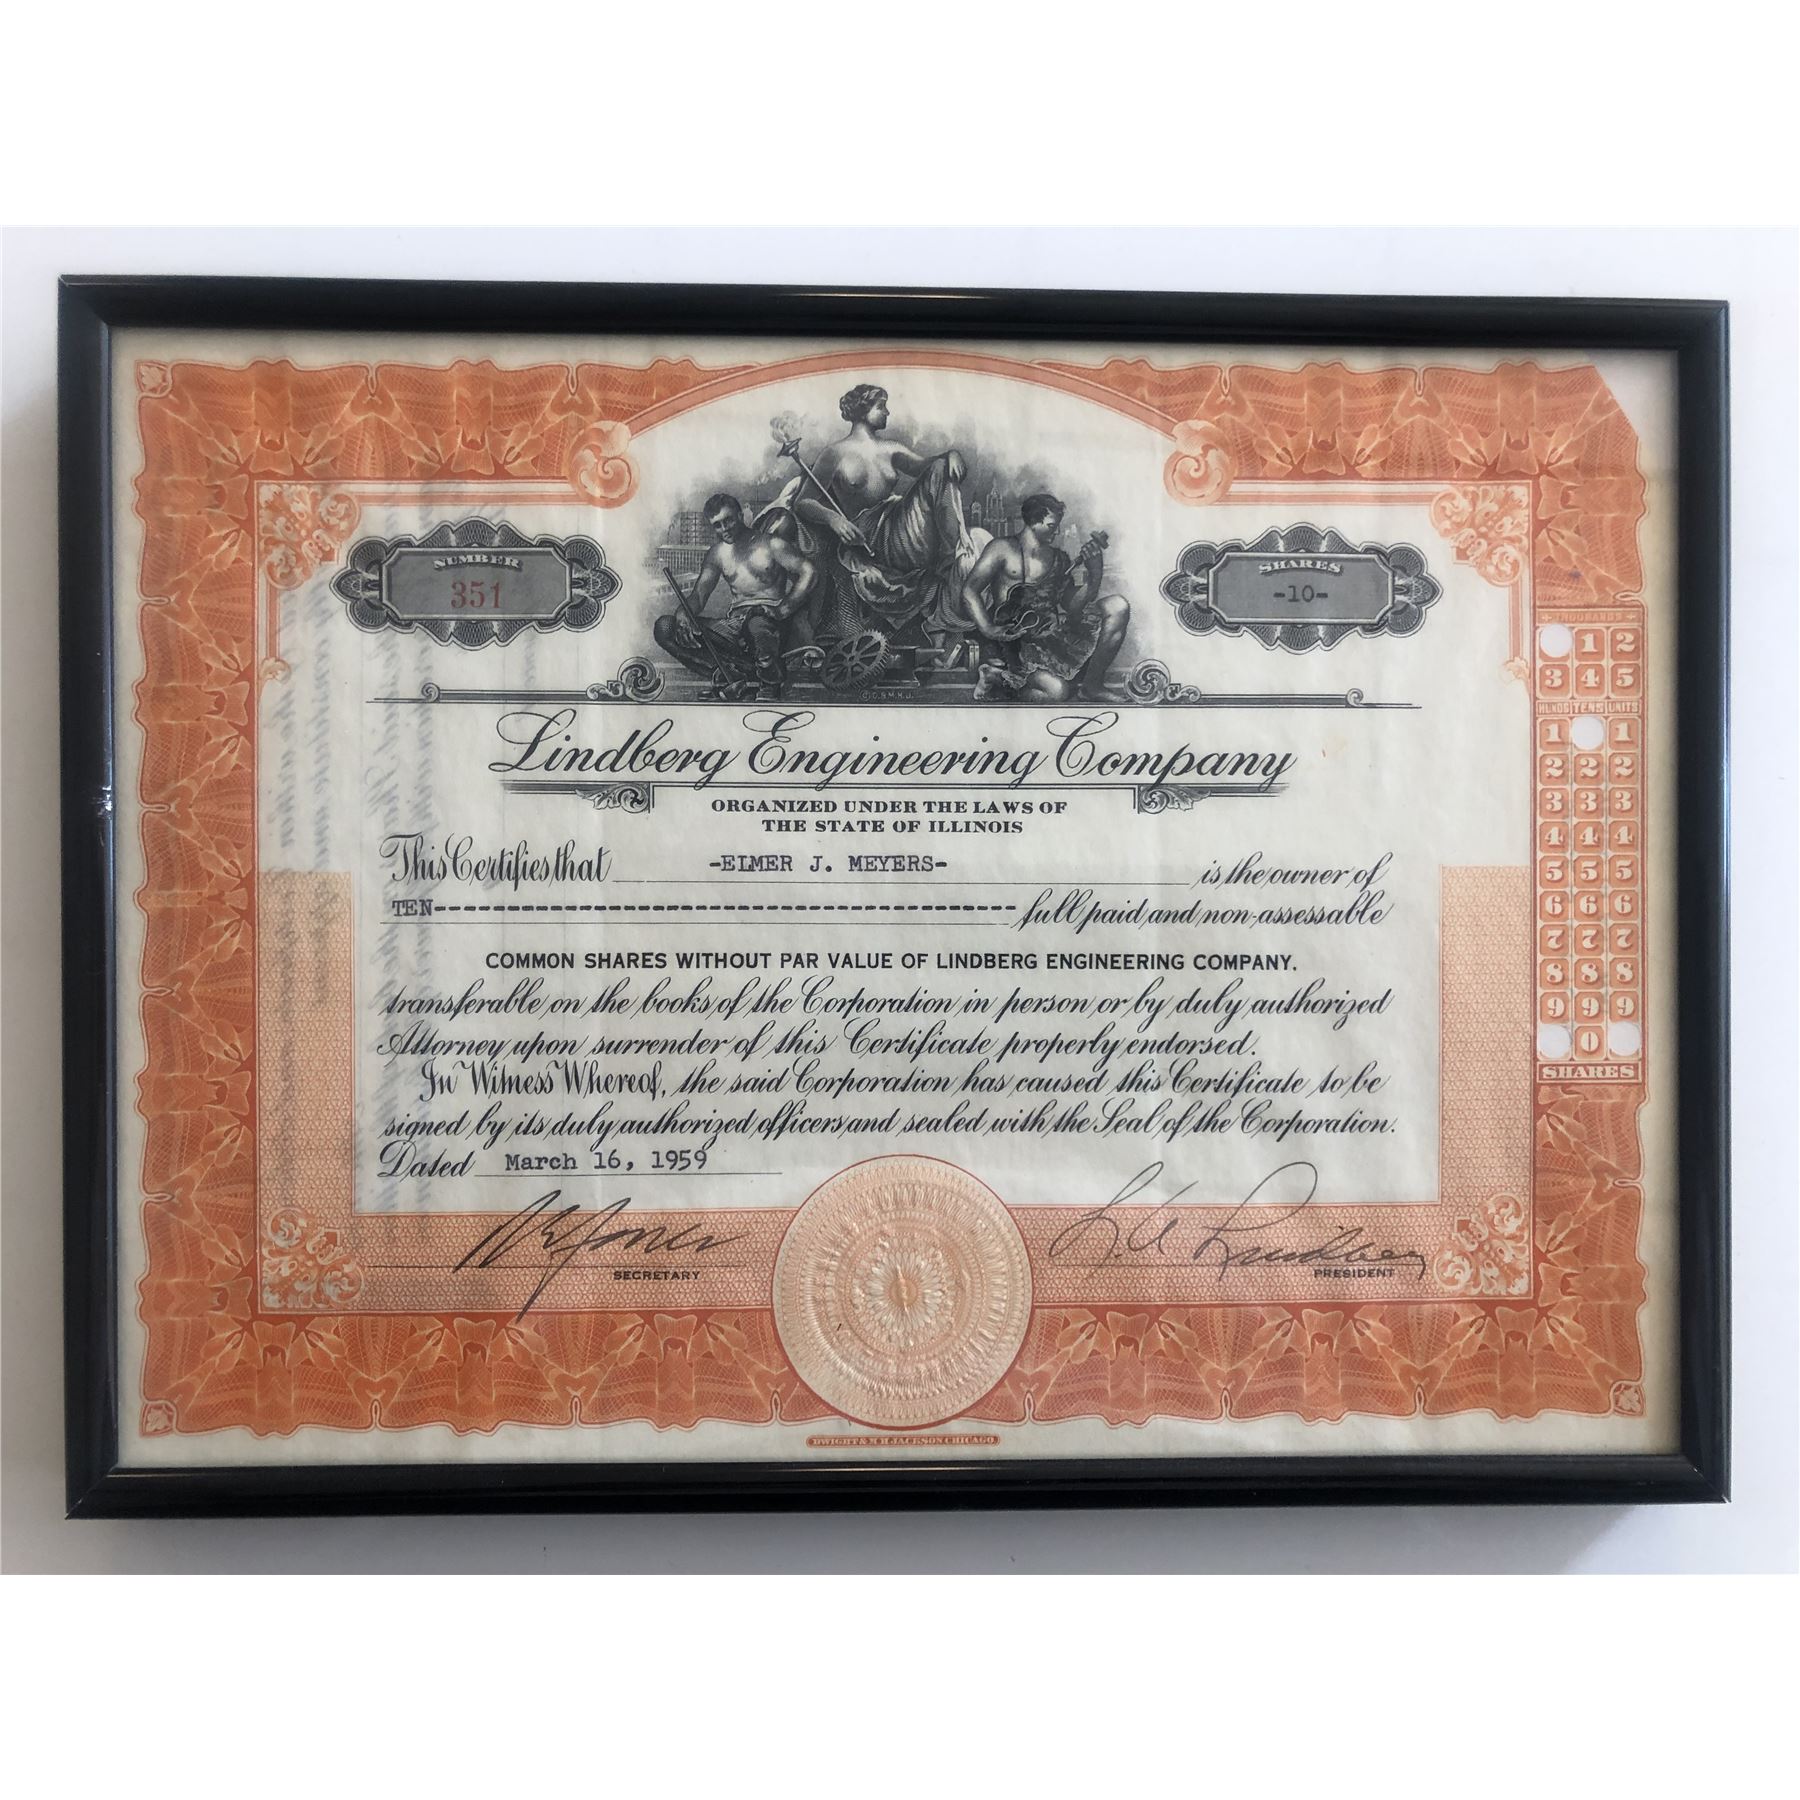 NUMBER
351
SHARES
-10-
©D.&M.H.J.
Lindberg Engineering Company
ORGANIZED UNDER THE LAWS OF
THE STATE OF ILLINOIS
This Certifies that -ELMER J. MEYERS- is the owner of
TEN---------------------------------------- full paid and non-assessable
COMMON SHARES WITHOUT PAR VALUE OF LINDBERG ENGINEERING COMPANY.
transferable on the books of the Corporation in person or by duly authorized
Attorney upon surrender of this Certificate properly endorsed.
In Witness Whereof, the said Corporation has caused this Certificate to be
signed by its duly authorized officers and sealed with the Seal of the Corporation.
Dated March 16, 1959
L. A. Lindberg
SECRETARY
PRESIDENT
DWIGHT & M H JACKSON CHICAGO
THOUSANDS
1 2
3 4 5
HUNDS TENS UNITS
1 1
2 2 2
3 3 3
4 4 4
5 5 5
6 6 6
7 7 7
8 8 8
9 9 9
0
SHARES